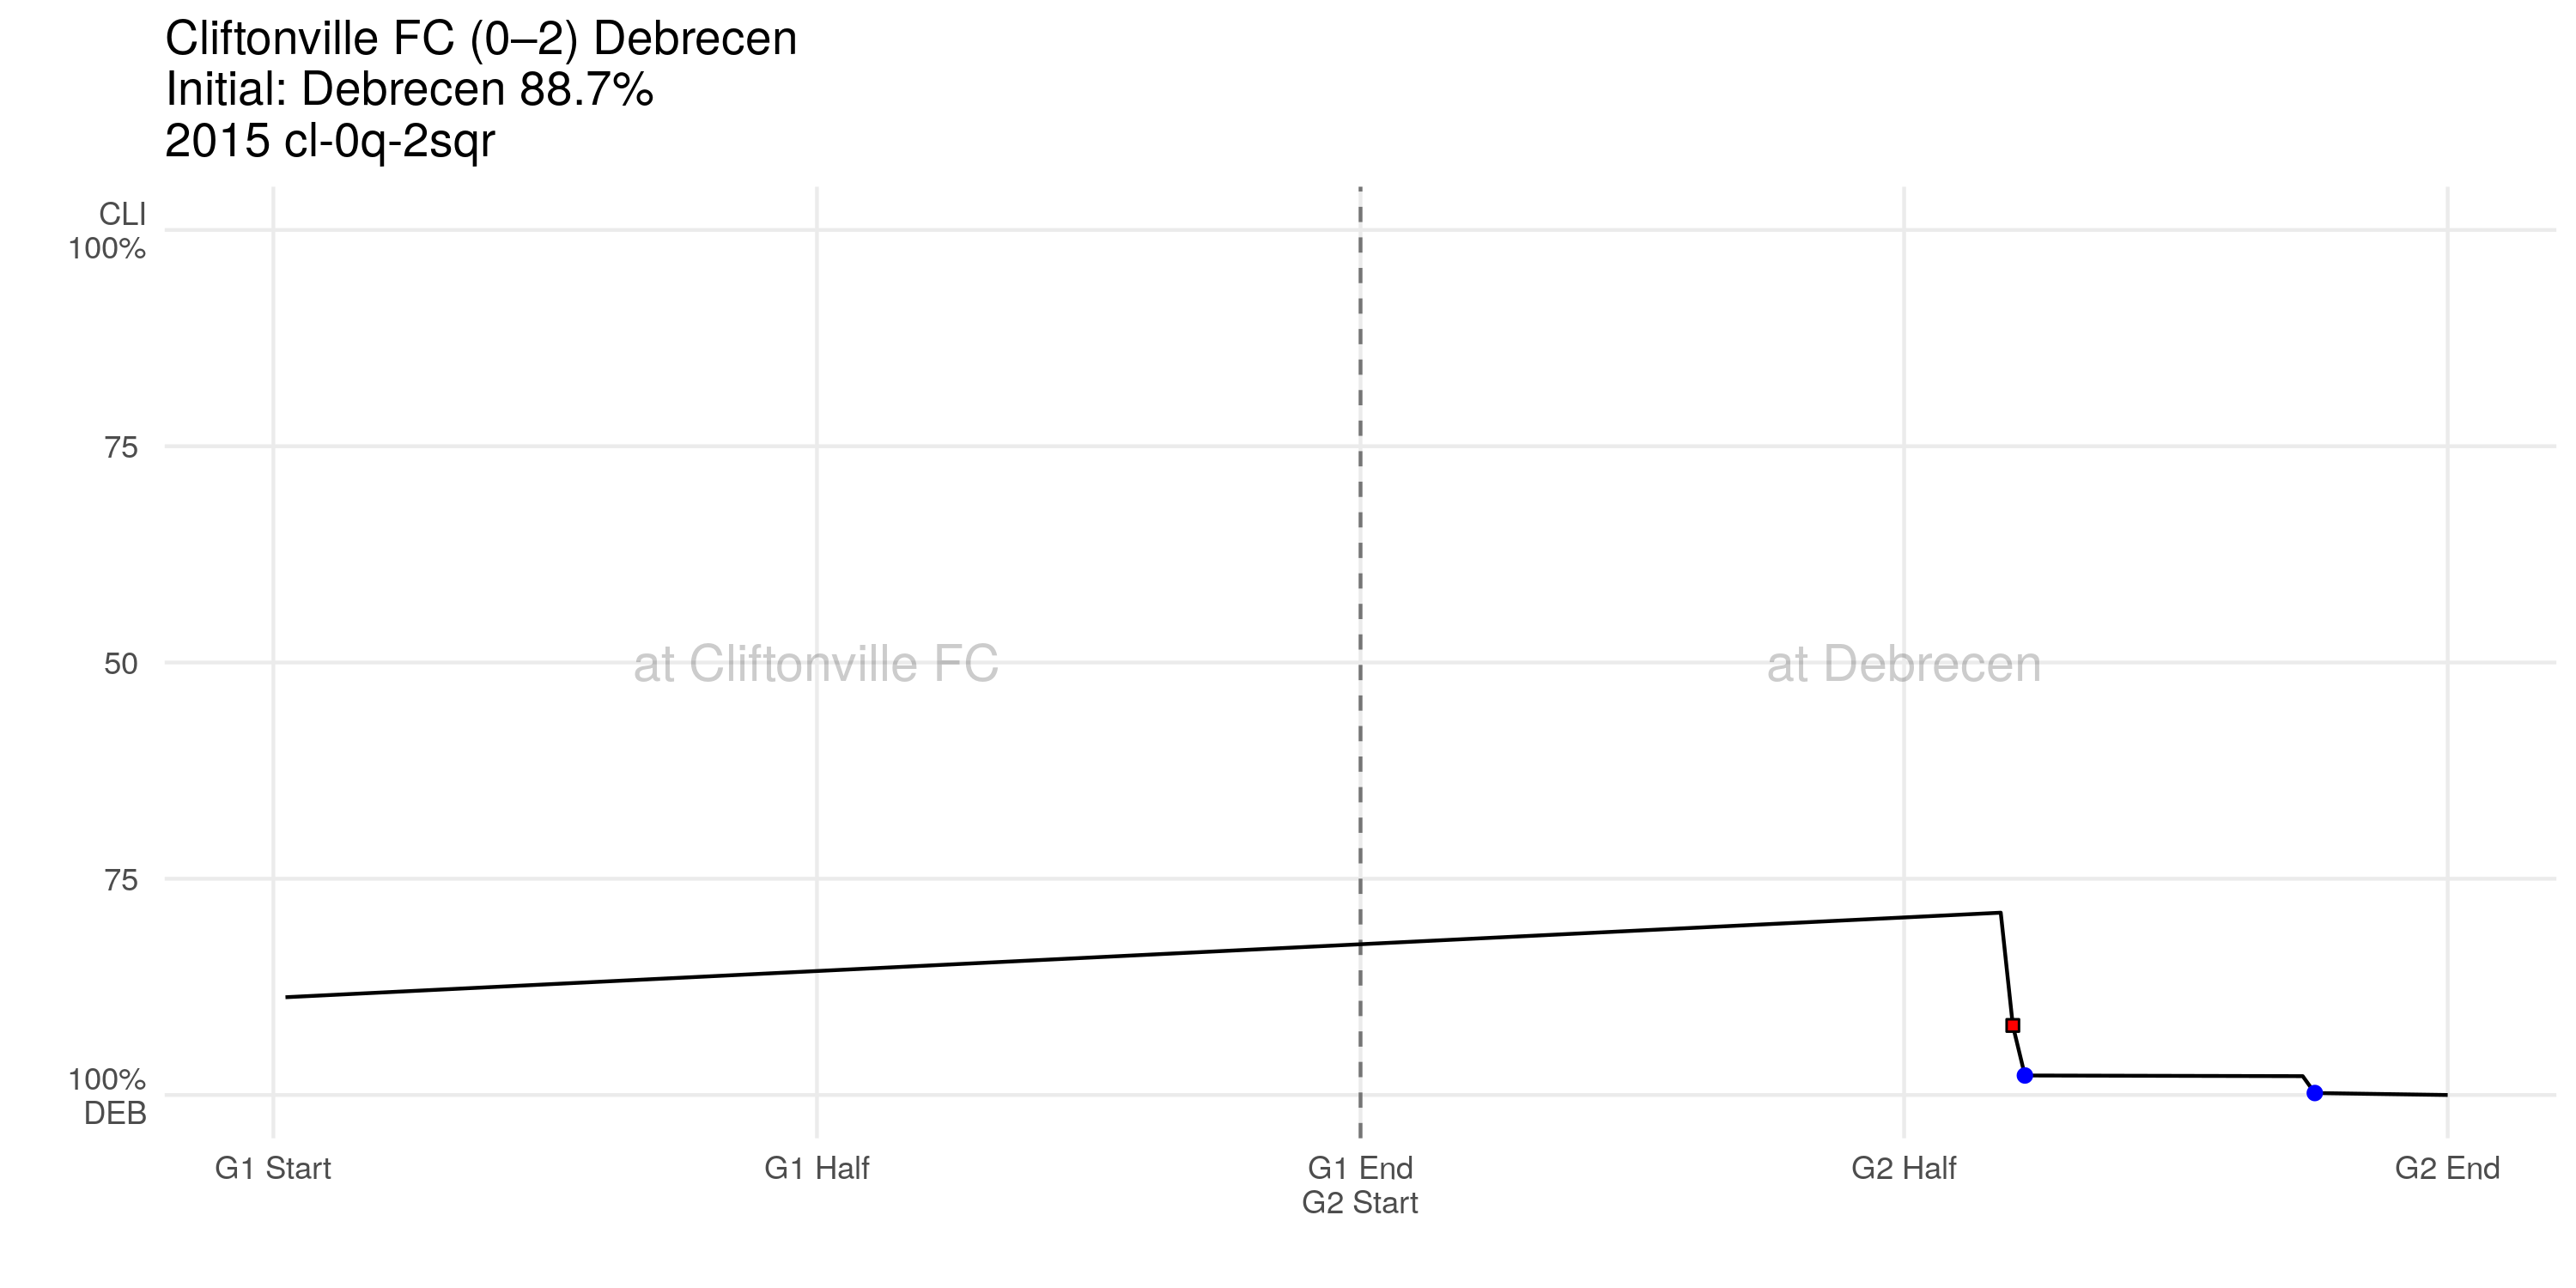 Cliftonville FC (0–2) Debrecen
Initial: Debrecen 88.7%
2015 cl-0q-2sqr
CLI
100%
75
50
75
100%
DEB
at Cliftonville FC
at Debrecen
G1 Start
G1 Half
G1 End
G2 Start
G2 Half
G2 End